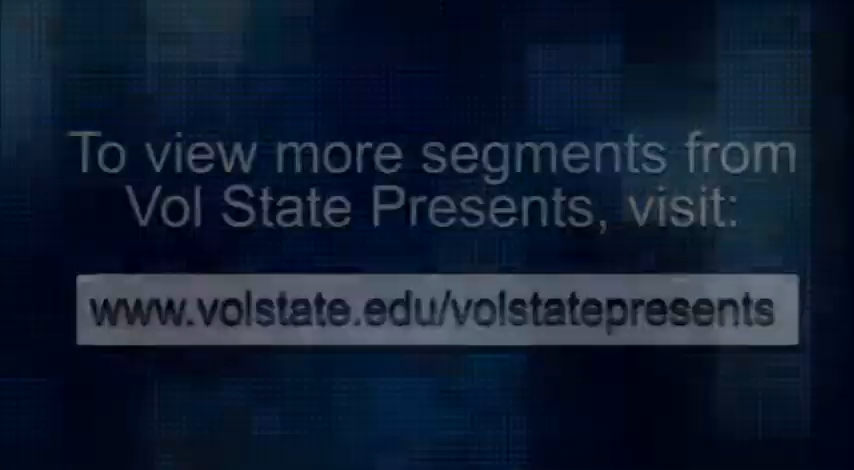 To view more segments from
Vol State Presents, visit:
www.volstate.edu/volstatepresents